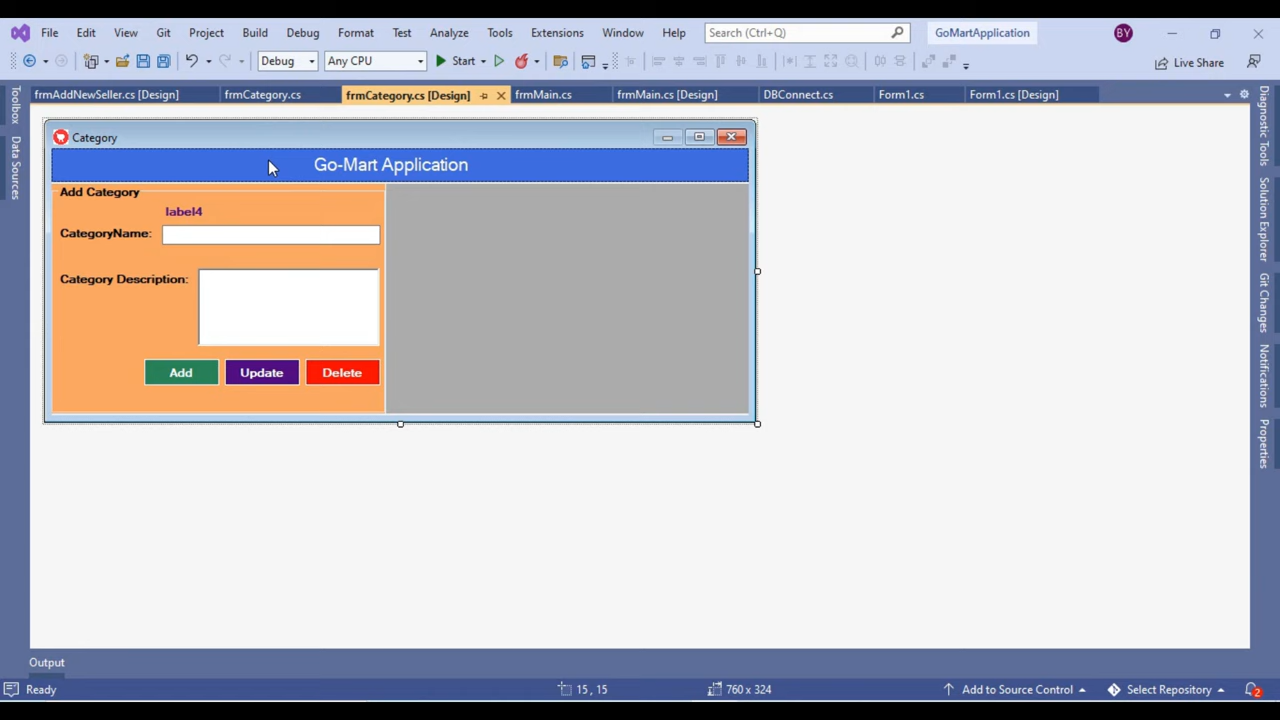 File Edit View Git Project Build Debug Format Test Analyze Tools Extensions Window Help Search (Ctrl+Q) GoMartApplication BY
Debug Any CPU Start Live Share
frmAddNewSeller.cs [Design] frmCategory.cs frmCategory.cs [Design] frmMain.cs frmMain.cs [Design] DBConnect.cs Form1.cs Form1.cs [Design]
Toolbox
Data Sources
Category
Go-Mart Application
Add Category
label4
CategoryName:
Category Description:
Add Update Delete
Diagnostic Tools
Solution Explorer
Git Changes
Notifications
Properties
Output
Ready 15 , 15 760 x 324 Add to Source Control Select Repository 2